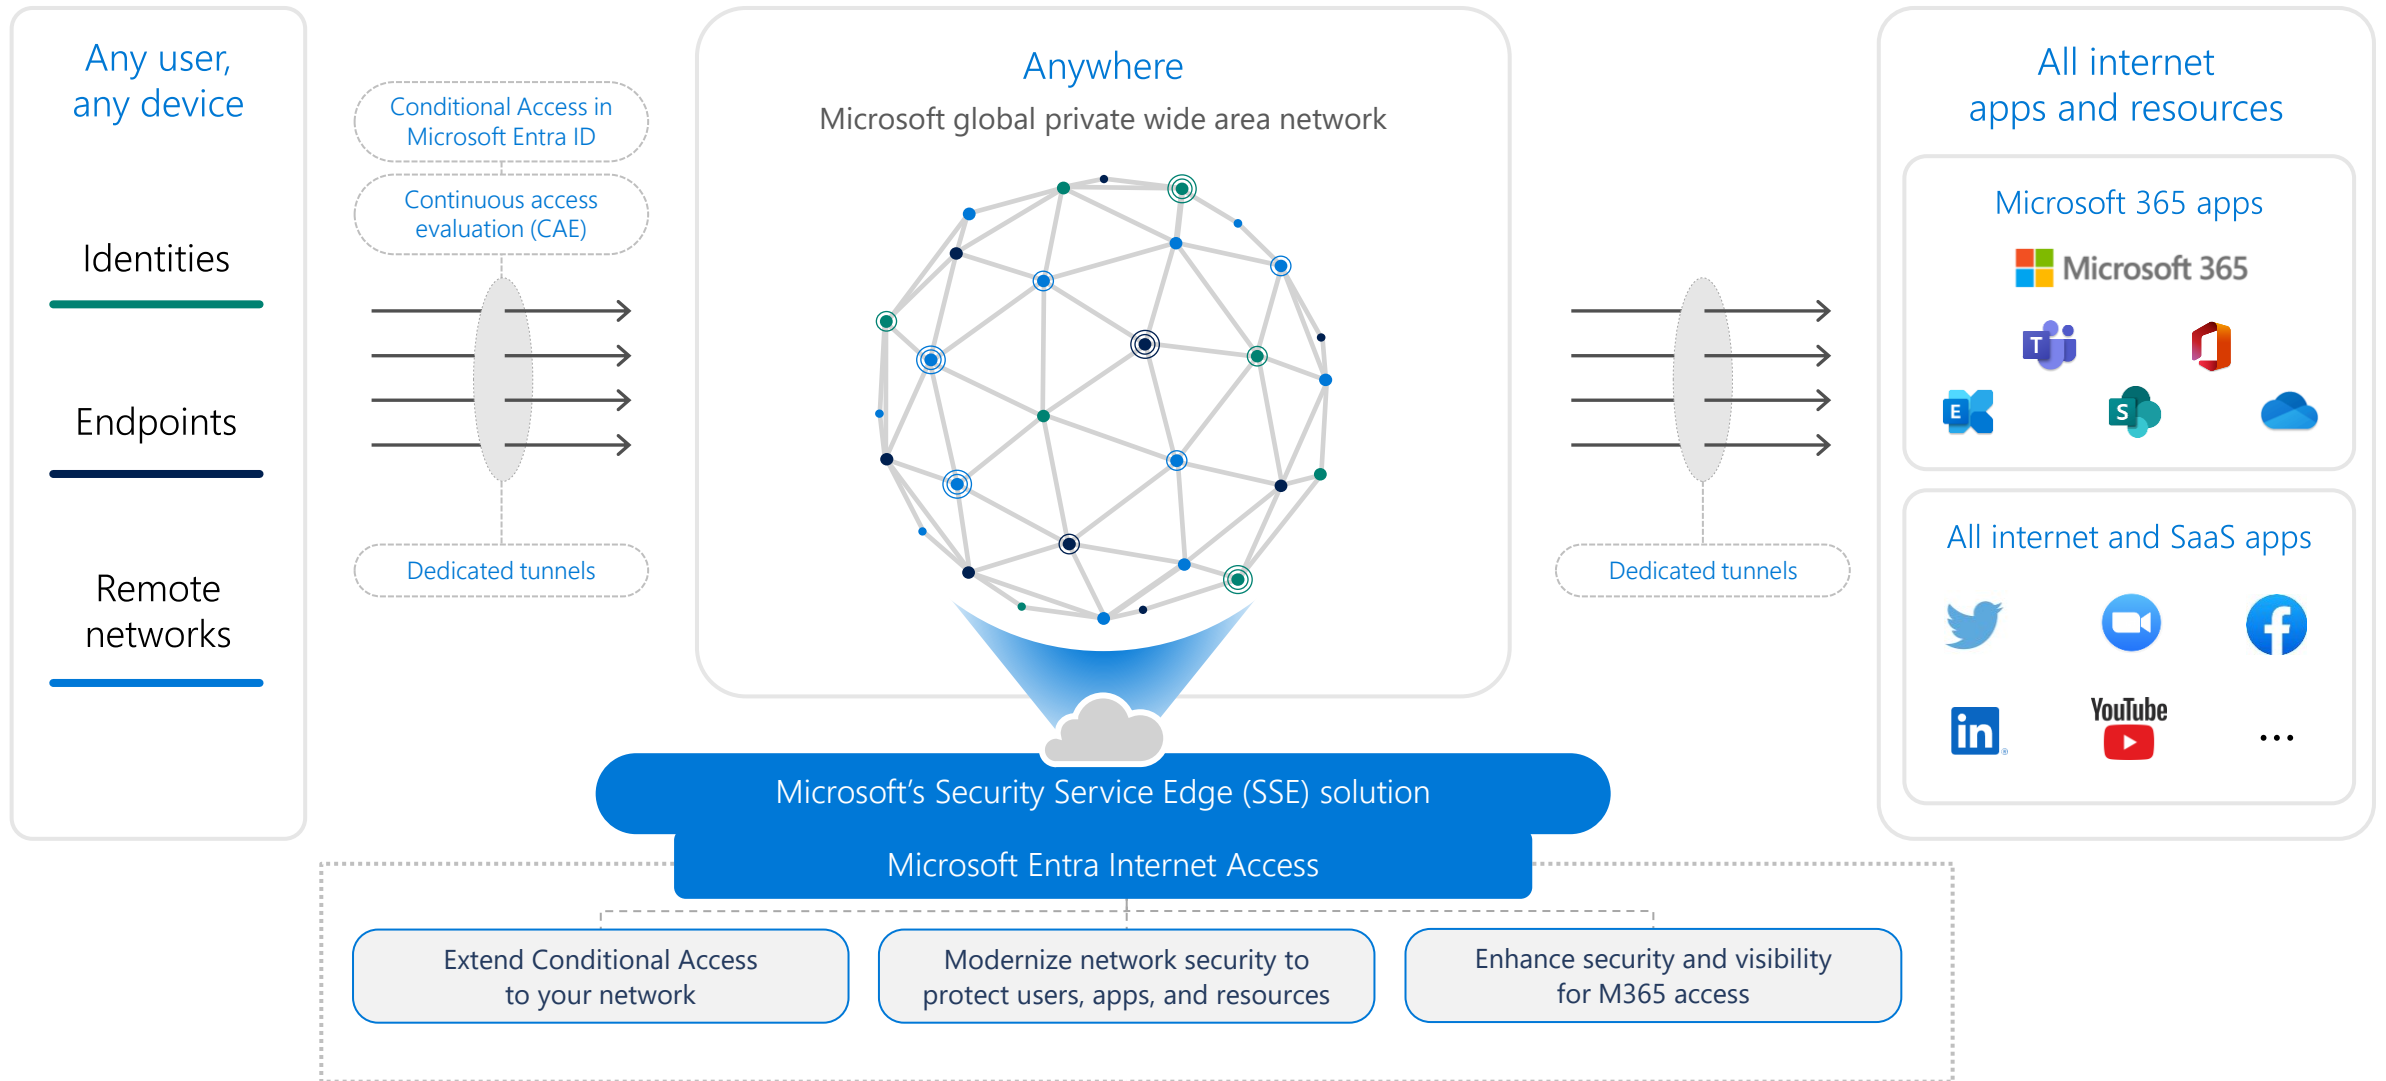 Any user,
any device
Identities
Endpoints
Remote
networks
Conditional Access in
Microsoft Entra ID
Continuous access
evaluation (CAE)
Dedicated tunnels
Anywhere
Microsoft global private wide area network
Dedicated tunnels
All internet
apps and resources
Microsoft 365 apps
Microsoft 365
T
E
S
All internet and SaaS apps
in
YouTube
...
Microsoft’s Security Service Edge (SSE) solution
Microsoft Entra Internet Access
Extend Conditional Access
to your network
Modernize network security to
protect users, apps, and resources
Enhance security and visibility
for M365 access